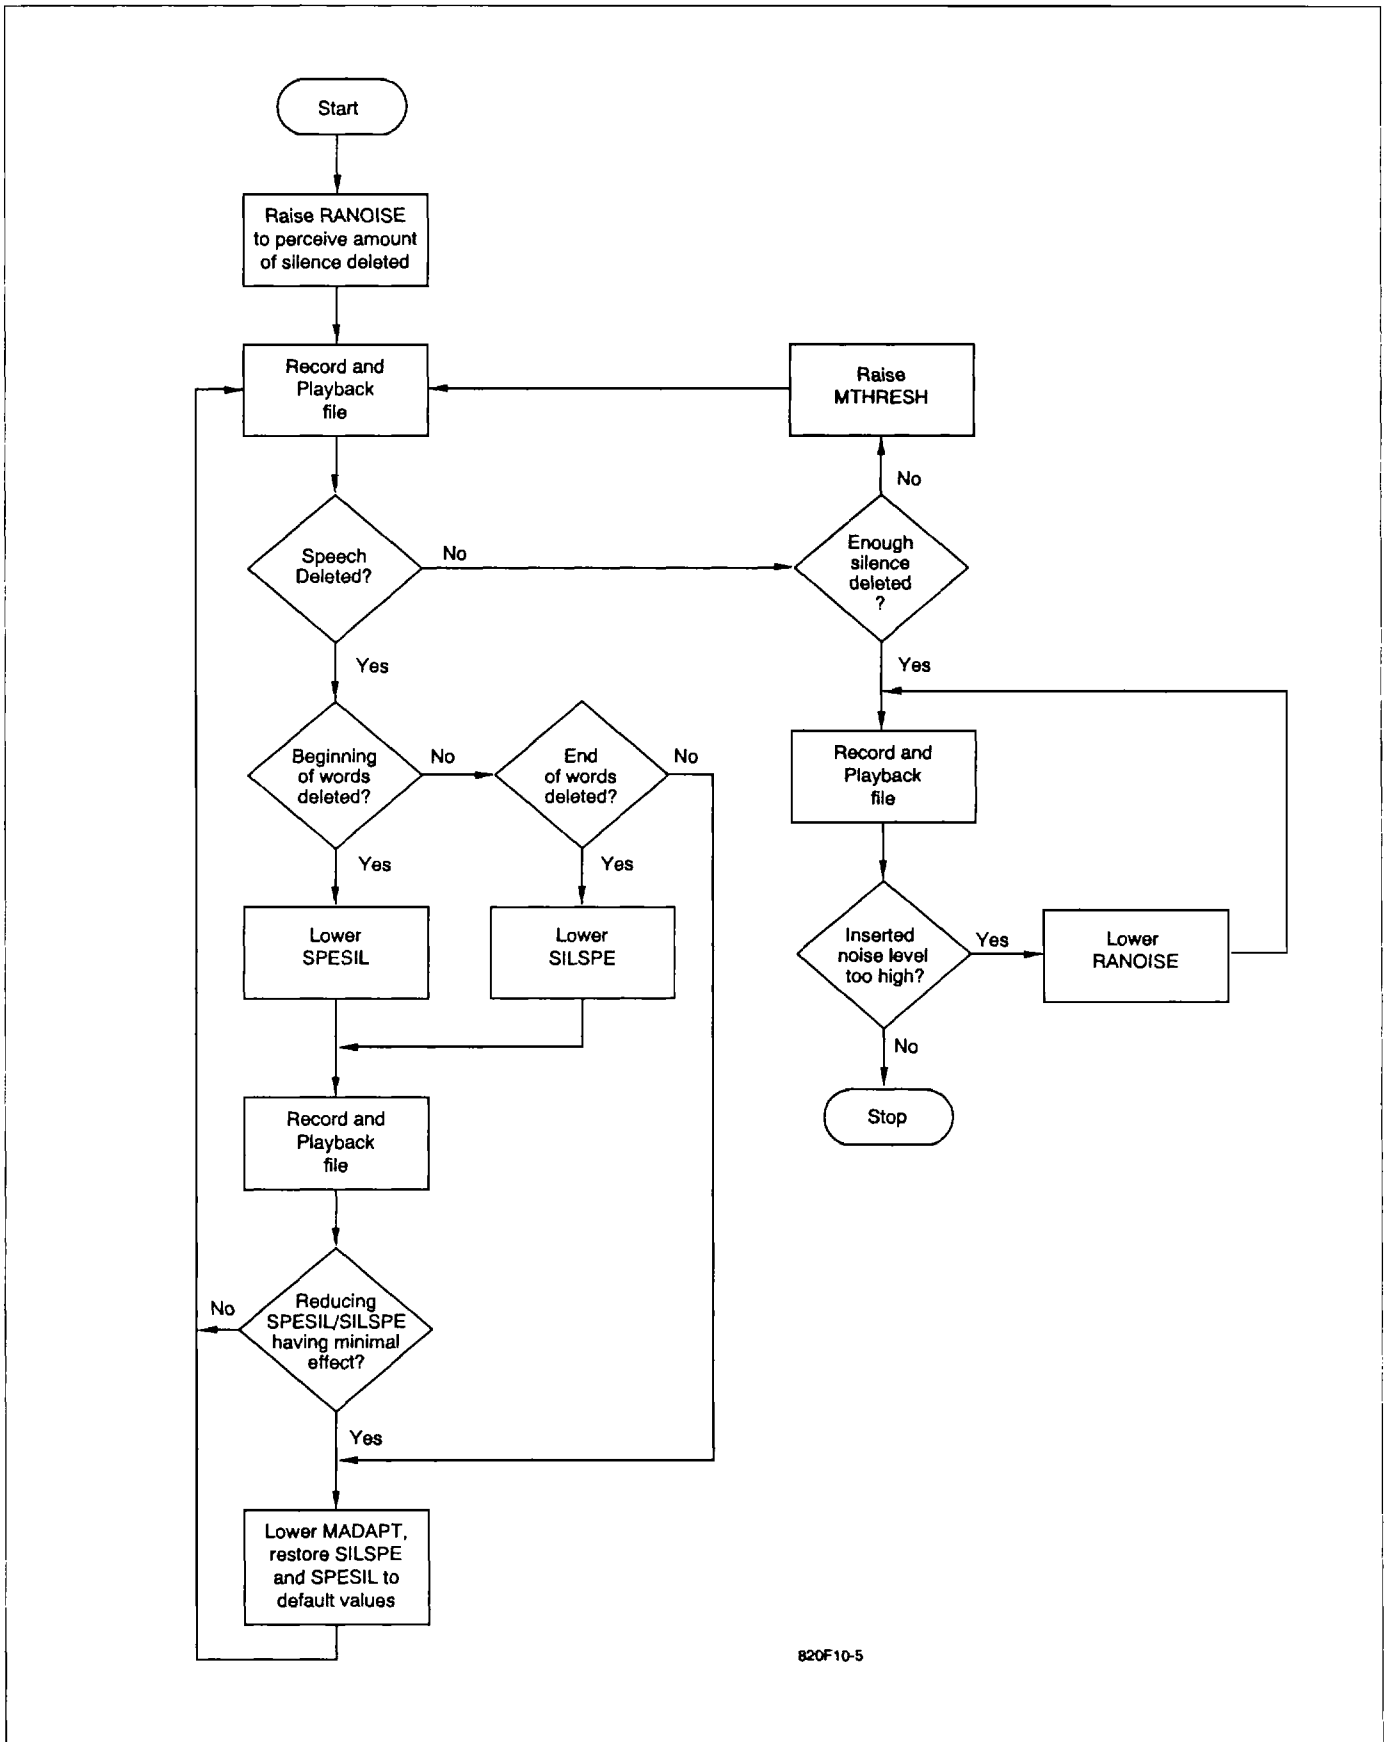 Start
Raise RANOISE
to perceive amount
of silence deleted
Record and
Playback
file
Raise
MTHRESH
No
Speech
Deleted?
No
Enough
silence
deleted
?
Yes
Yes
Beginning
of words
deleted?
No
End
of words
deleted?
No
Record and
Playback
file
Yes
Yes
Lower
SPESIL
Lower
SILSPE
Inserted
noise level
too high?
Yes
Lower
RANOISE
No
Record and
Playback
file
Stop
No
Reducing
SPESIL/SILSPE
having minimal
effect?
Yes
Lower MADAPT,
restore SILSPE
and SPESIL to
default values
820F10-5